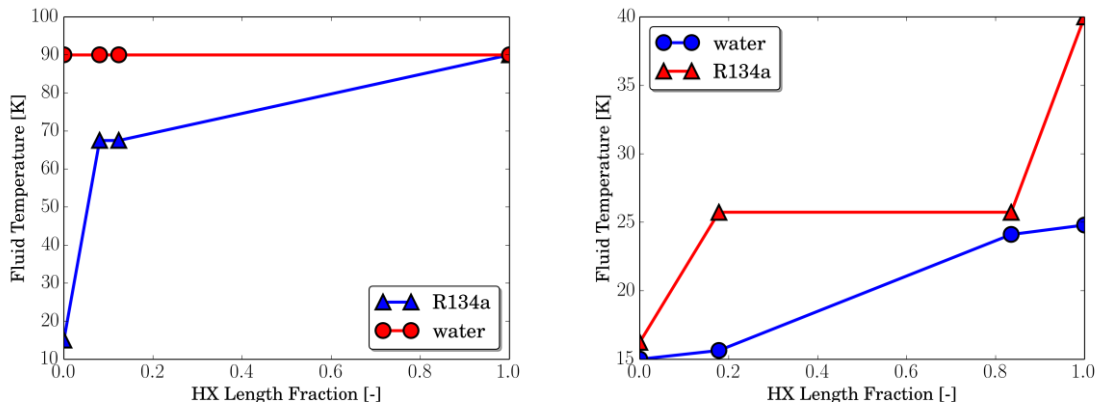 100
90
80
70
60
50
40
30
20
10
Fluid Temperature [K]
R134a
water
0.0 0.2 0.4 0.6 0.8 1.0
HX Length Fraction [-]
40
35
30
25
20
15
Fluid Temperature [K]
water
R134a
0.0 0.2 0.4 0.6 0.8 1.0
HX Length Fraction [-]